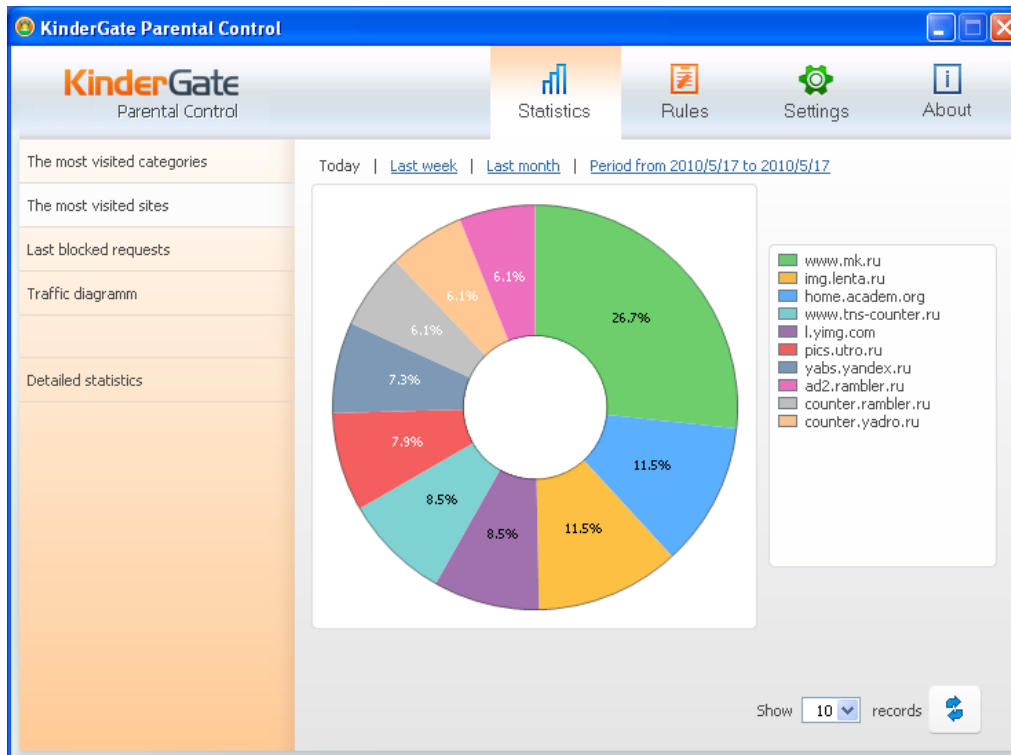 KinderGate Parental Control
KinderGate
Parental Control
Statistics
Rules
Settings
About
The most visited categories
The most visited sites
Last blocked requests
Traffic diagramm
Detailed statistics
Today | Last week | Last month | Period from 2010/5/17 to 2010/5/17
26.7%
11.5%
11.5%
8.5%
8.5%
7.9%
7.3%
6.1%
6.1%
6.1%
www.mk.ru
img.lenta.ru
home.academ.org
www.tns-counter.ru
l.yimg.com
pics.utro.ru
yabs.yandex.ru
ad2.rambler.ru
counter.rambler.ru
counter.yadro.ru
Show 10 records